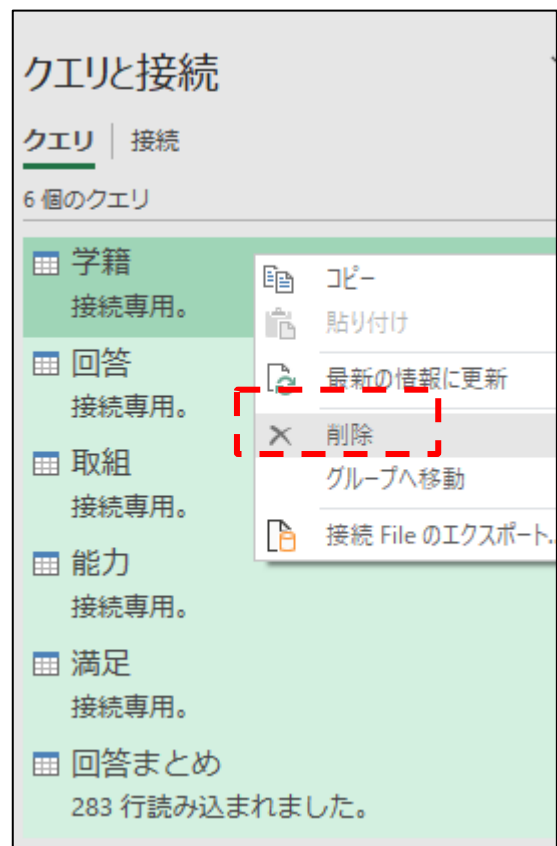 クエリと接続
クエリ | 接続
6 個のクエリ
学籍
接続専用。
コピー
貼り付け
最新の情報に更新
削除
グループへ移動
接続 File のエクスポート...
回答
接続専用。
取組
接続専用。
能力
接続専用。
満足
接続専用。
回答まとめ
283 行読み込まれました。